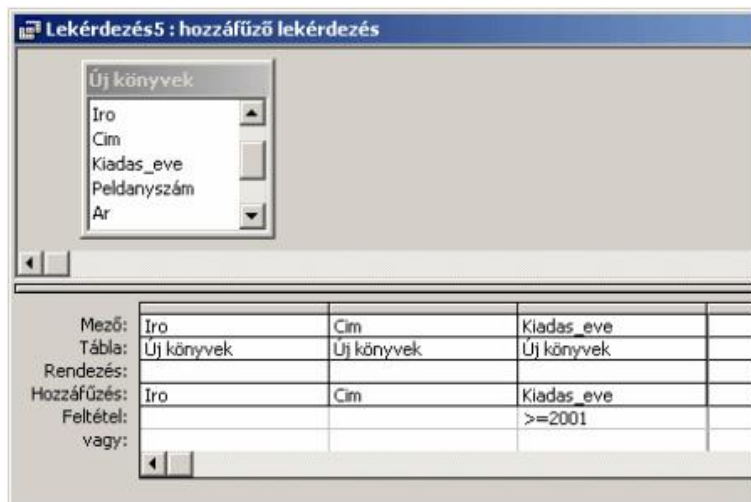 Lekérdezés5 : hozzáfűző lekérdezés
Új könyvek
Iro
Cim
Kiadas_eve
Peldanyszám
Ar
Mező: Iro Cim Kiadas_eve
Tábla: Új könyvek Új könyvek Új könyvek
Rendezés:
Hozzáfűzés: Iro Cim Kiadas_eve
Feltétel: >=2001
vagy: